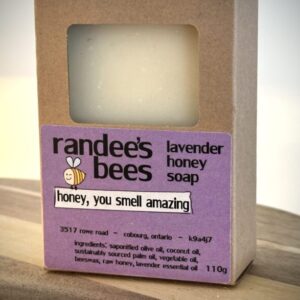 randee's
bees
lavender
honey
soap
honey, you smell amazing
3517 rowe road – cobourg, ontario – k9a4j7
ingredients: saponified olive oil, coconut oil,
sustainably sourced palm oil, vegetable oil,
beeswax, raw honey, lavender essential oil
110g